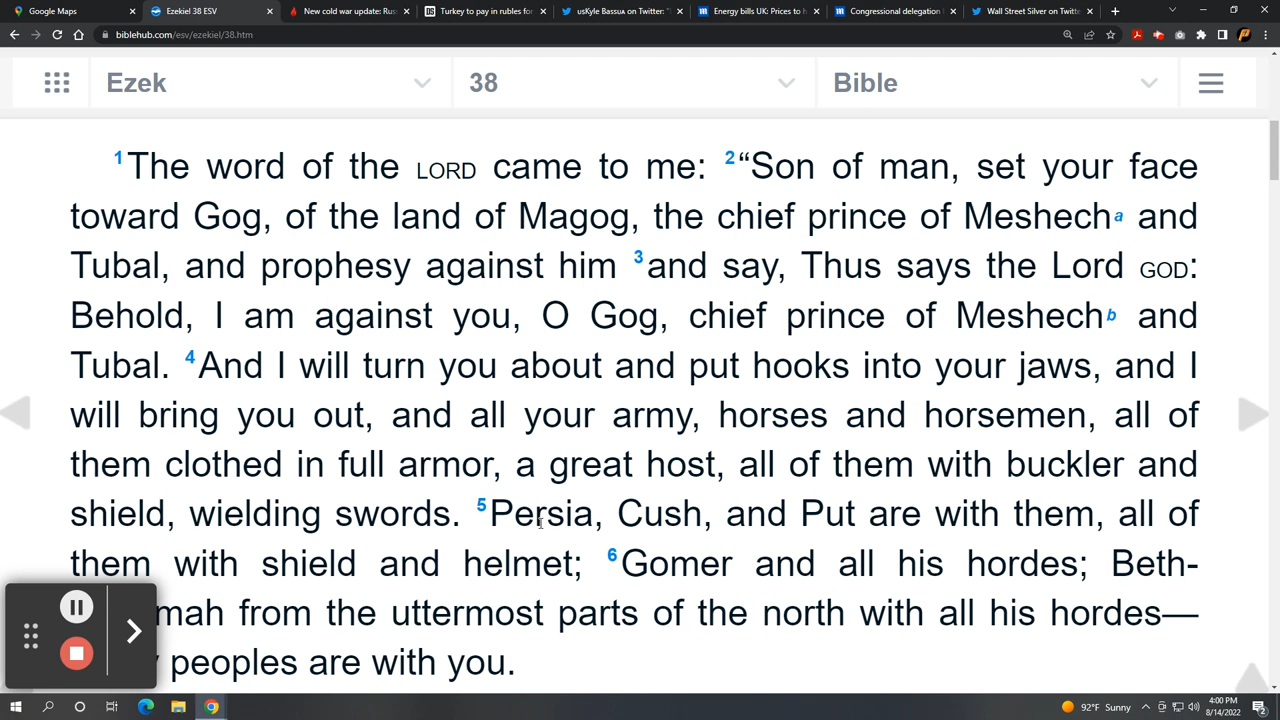 Google Maps
Ezekiel 38 ESV
New cold war update: Rus
Turkey to pay in rubles for
usKyle Bassua on Twitter: "
Energy bills UK: Prices to h
Congressional delegation
Wall Street Silver on Twitte
biblehub.com/esv/ezekiel/38.htm
Ezek
38
Bible
1The word of the LORD came to me: 2“Son of man, set your face
toward Gog, of the land of Magog, the chief prince of Meshecha and
Tubal, and prophesy against him 3and say, Thus says the Lord GOD:
Behold, I am against you, O Gog, chief prince of Meshechb and
Tubal. 4And I will turn you about and put hooks into your jaws, and I
will bring you out, and all your army, horses and horsemen, all of
them clothed in full armor, a great host, all of them with buckler and
shield, wielding swords. 5Persia, Cush, and Put are with them, all of
them with shield and helmet; 6Gomer and all his hordes; Beth-
mah from the uttermost parts of the north with all his hordes—
peoples are with you.
92°F Sunny
4:00 PM
8/14/2022
2